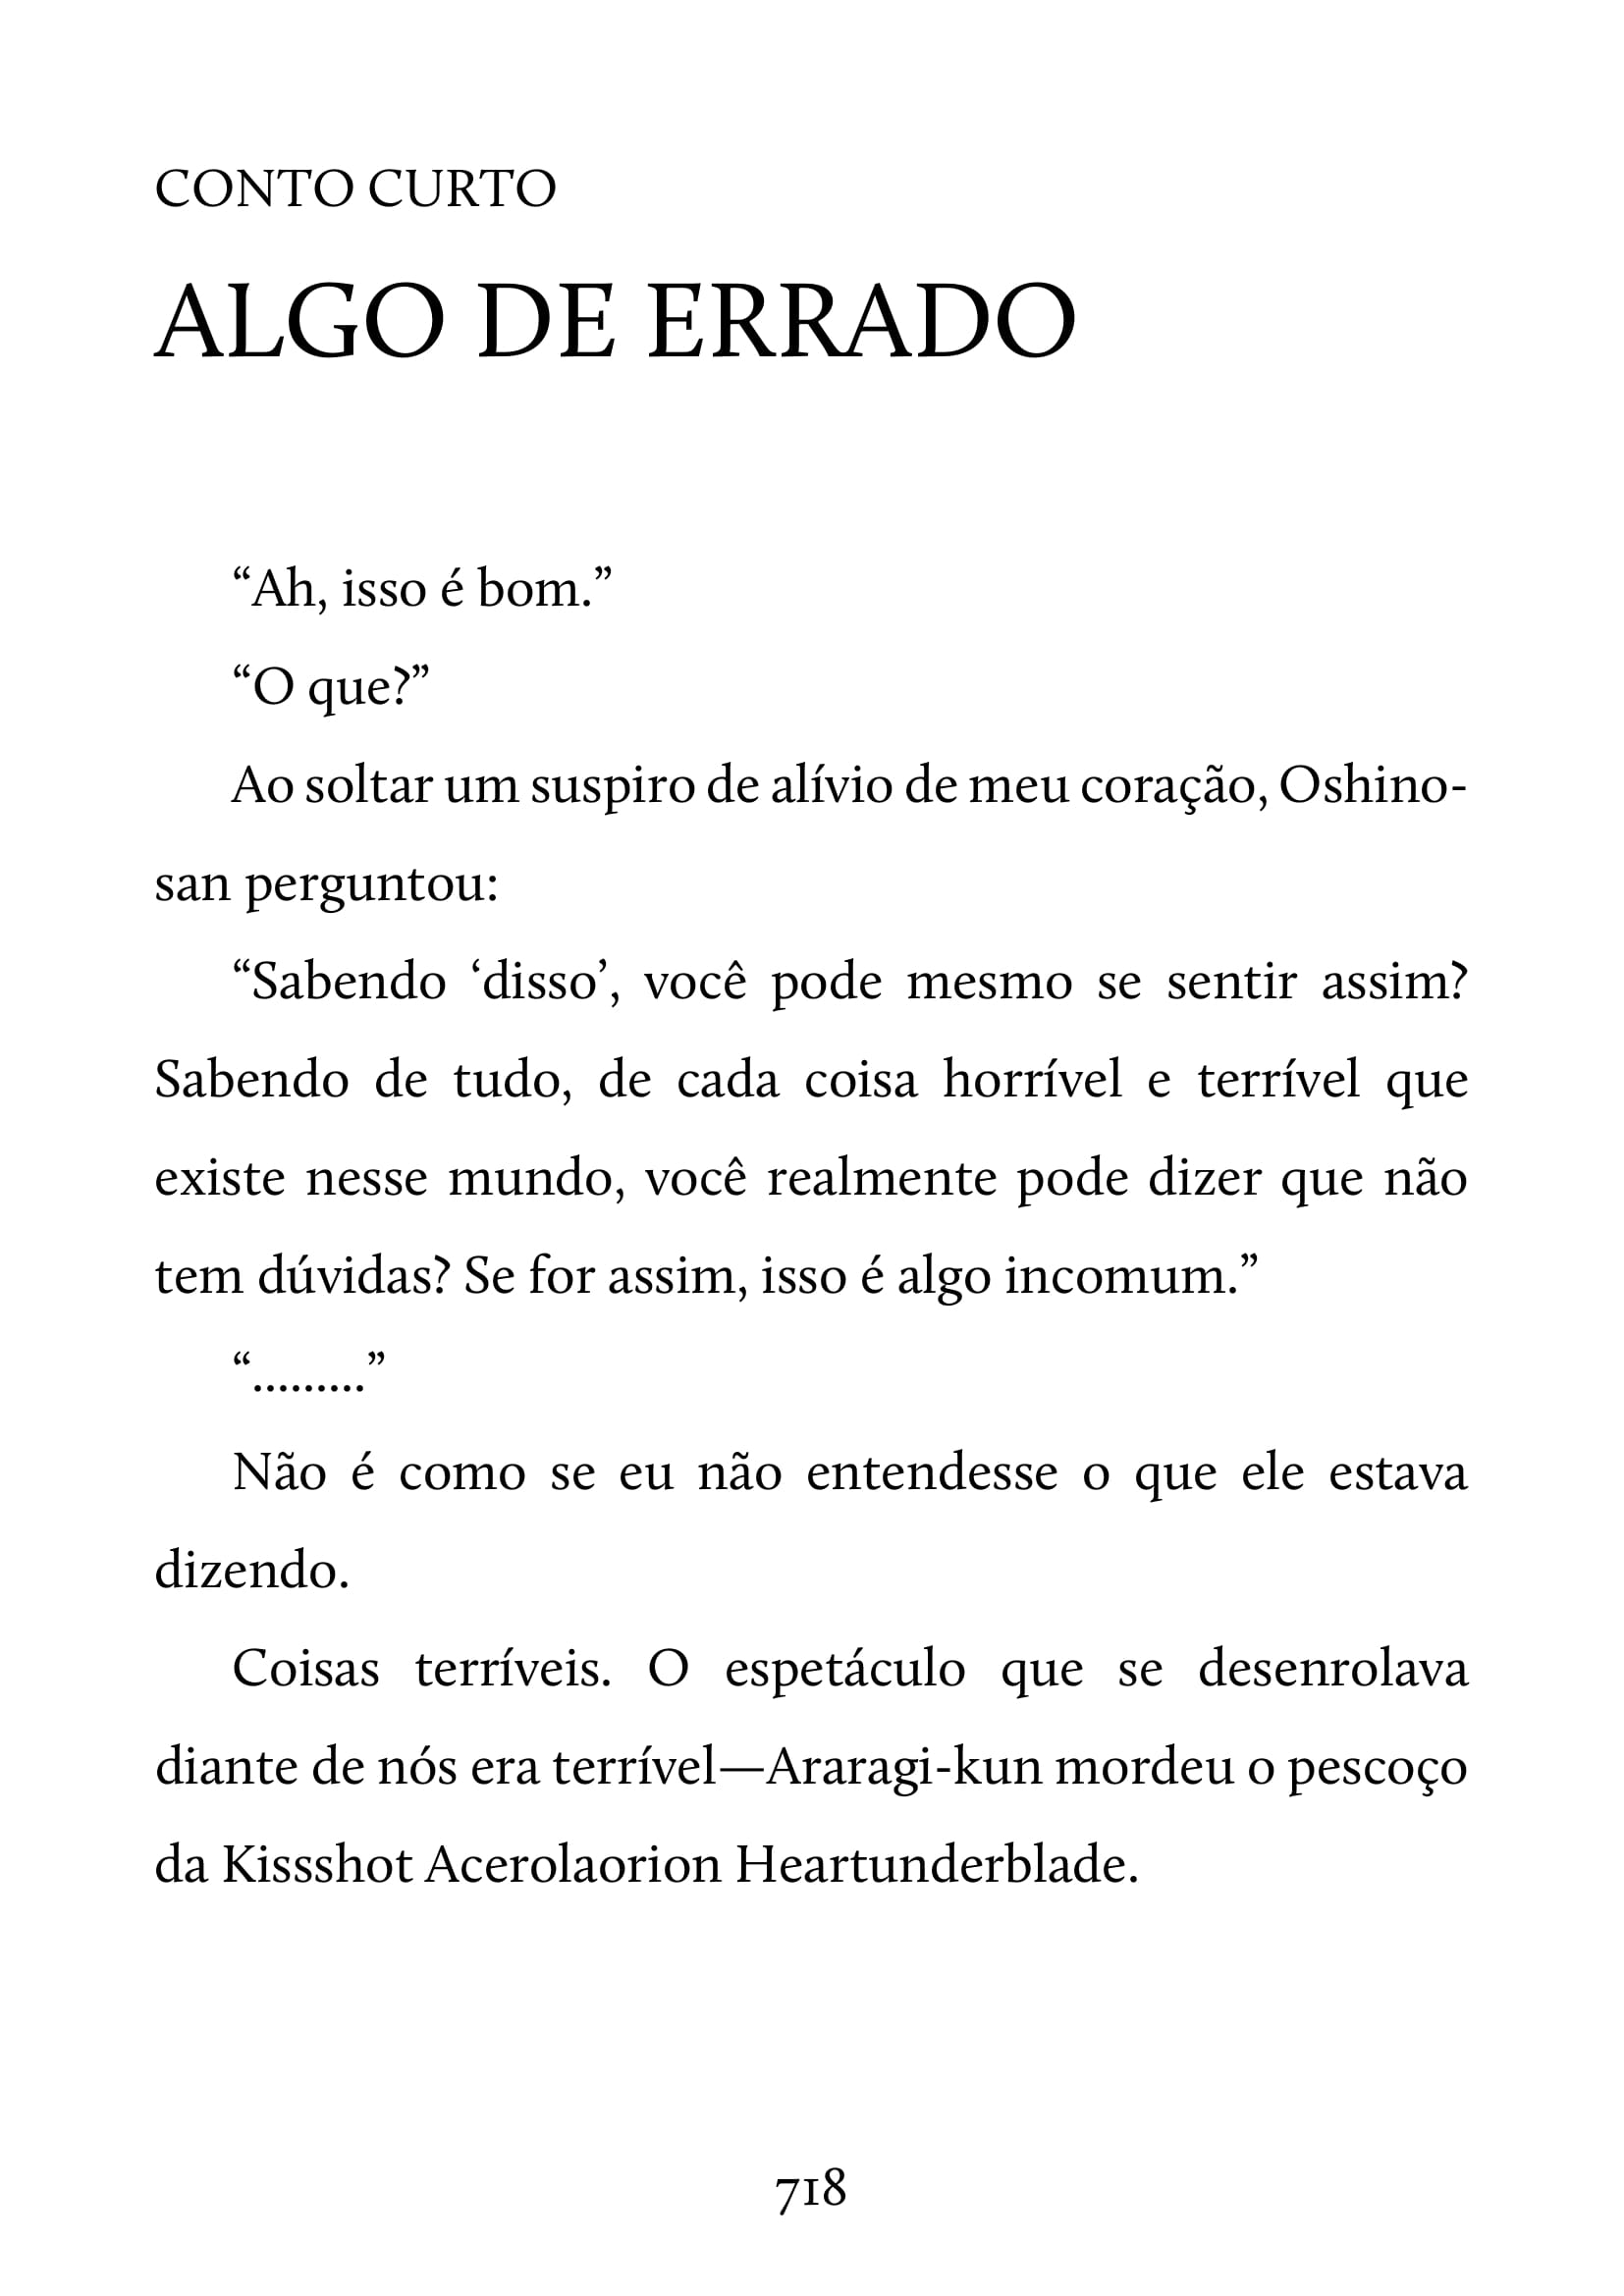 CONTO CURTO
ALGO DE ERRADO
“Ah, isso é bom.”
“O que?”
Ao soltar um suspiro de alívio de meu coração, Oshino-
san perguntou:
“Sabendo ‘disso’, você pode mesmo se sentir assim?
Sabendo de tudo, de cada coisa horrível e terrível que
existe nesse mundo, você realmente pode dizer que não
tem dúvidas? Se for assim, isso é algo incomum.”
“.........”
Não é como se eu não entendesse o que ele estava
dizendo.
Coisas terríveis. O espetáculo que se desenrolava
diante de nós era terrível—Araragi-kun mordeu o pescoço
da Kissshot Acerolaorion Heartunderblade.
718